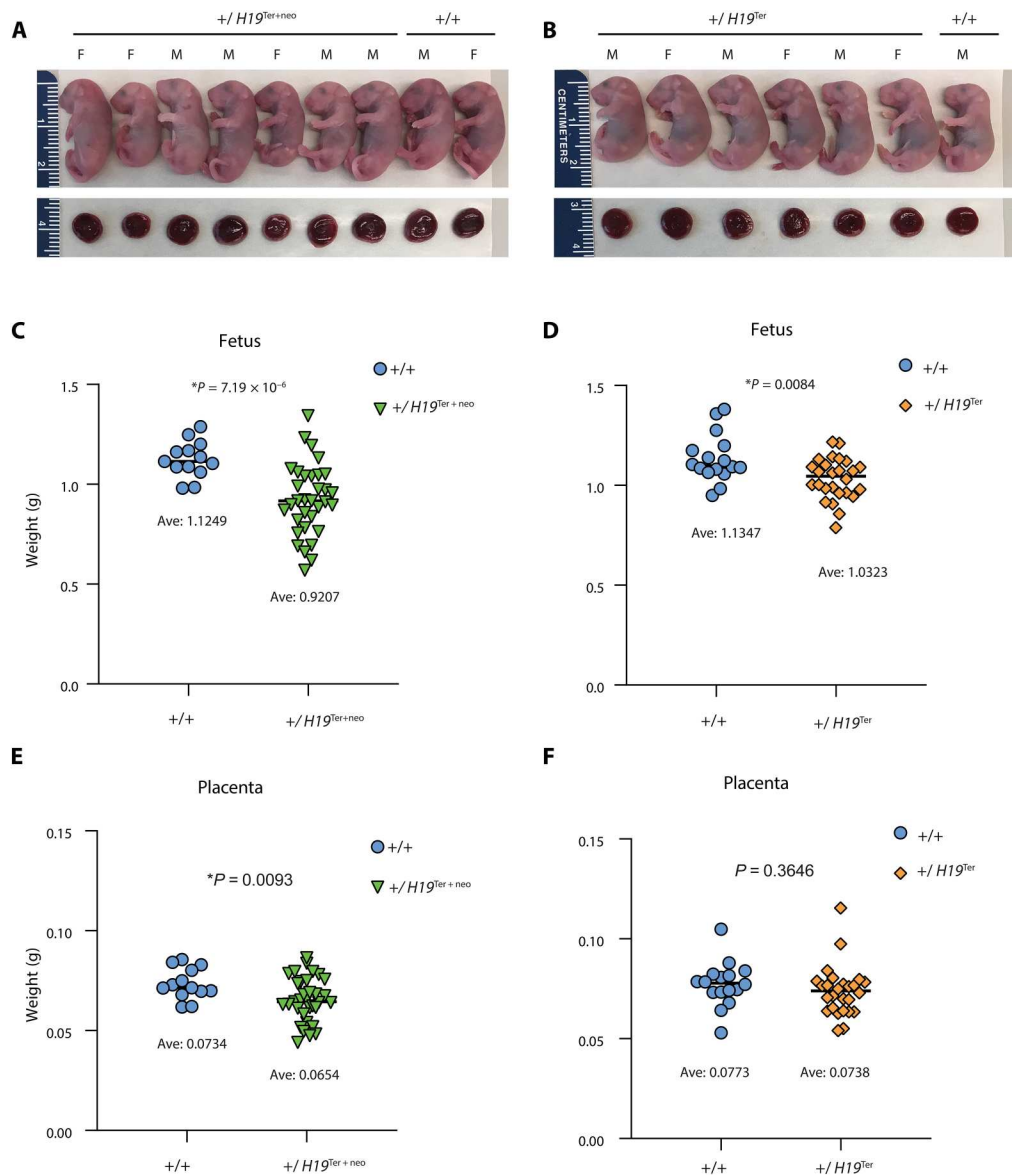 A
+/ H19Ter+neo
+/+
F F M M F M M M F
1
2
4
B
+/ H19Ter
+/+
M F M F M F M
CENTIMETERS
1
2
3
4
C
Fetus
+/+
+/ H19Ter + neo
*P = 7.19 × 10–6
Weight (g)
1.5
1.0
0.5
0.0
Ave: 1.1249
Ave: 0.9207
+/+
+/ H19Ter+neo
D
Fetus
+/+
+/ H19Ter
*P = 0.0084
1.5
1.0
0.5
0.0
Ave: 1.1347
Ave: 1.0323
+/+
+/ H19Ter
E
Placenta
+/+
+/ H19Ter + neo
*P = 0.0093
Weight (g)
0.15
0.10
0.05
0.00
Ave: 0.0734
Ave: 0.0654
+/+
+/ H19Ter + neo
F
Placenta
+/+
+/ H19Ter
P = 0.3646
0.15
0.10
0.05
0.00
Ave: 0.0773
Ave: 0.0738
+/+
+/ H19Ter